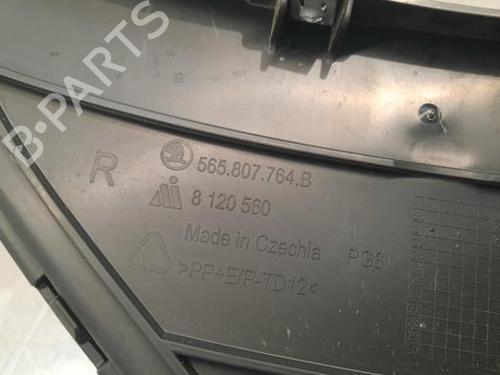 B-PARTS
R
565.807.764.B
8 120 560
Made in Czechia
PG8
>PP+E/P-TD12<